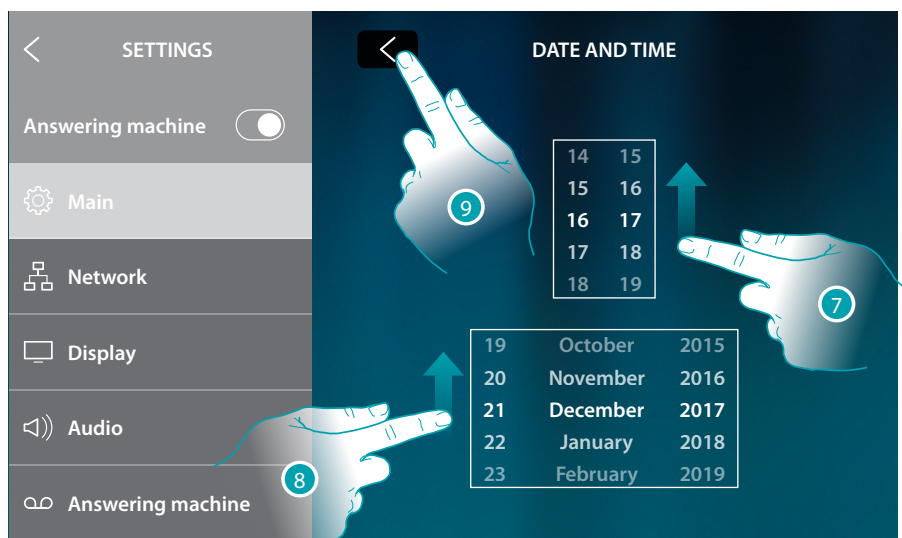 SETTINGS
Answering machine
Main
Network
Display
Audio
Answering machine
DATE AND TIME
14 15
15 16
16 17
17 18
18 19
9
7
19 October 2015
20 November 2016
21 December 2017
22 January 2018
23 February 2019
8